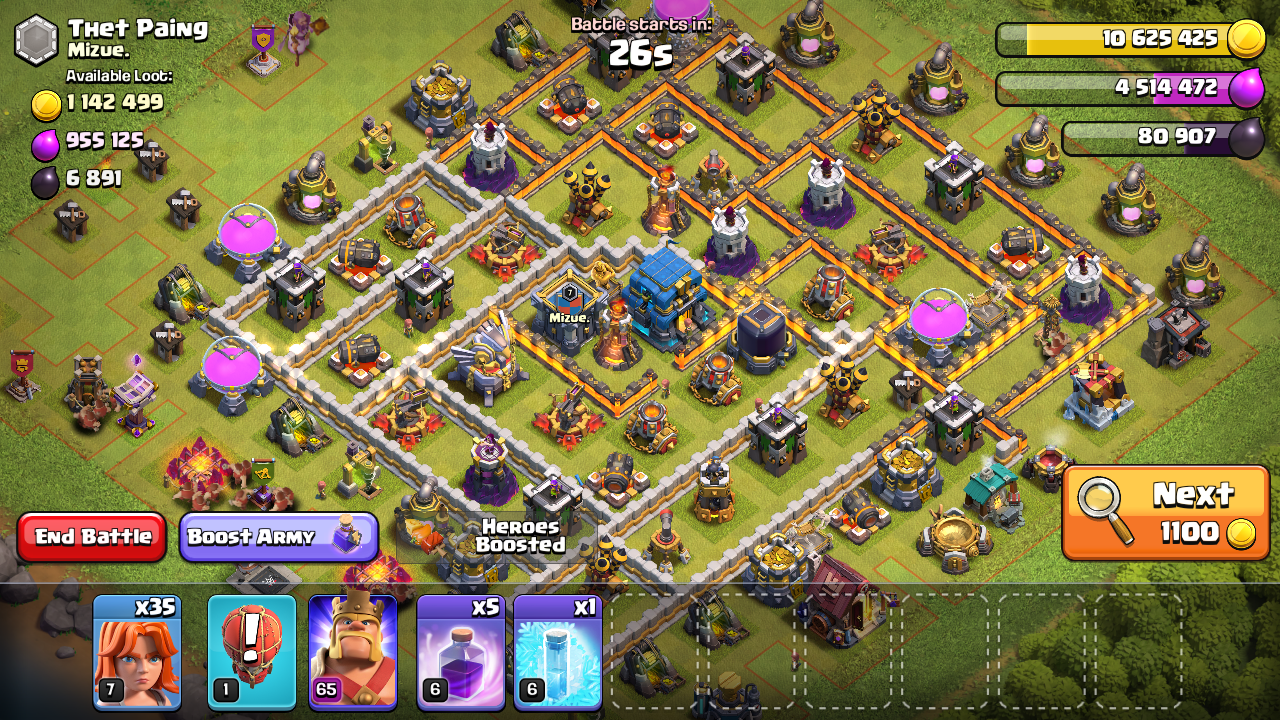 Thet Paing
Mizue.
Available Loot:
1 142 499
955 125
6 891
Battle starts in:
26s
10 625 425
4 514 472
80 907
7
Mizue.
End Battle
Boost Army
Heroes
Boosted
Next
1100
x35
7
!
1
65
x5
6
x1
6